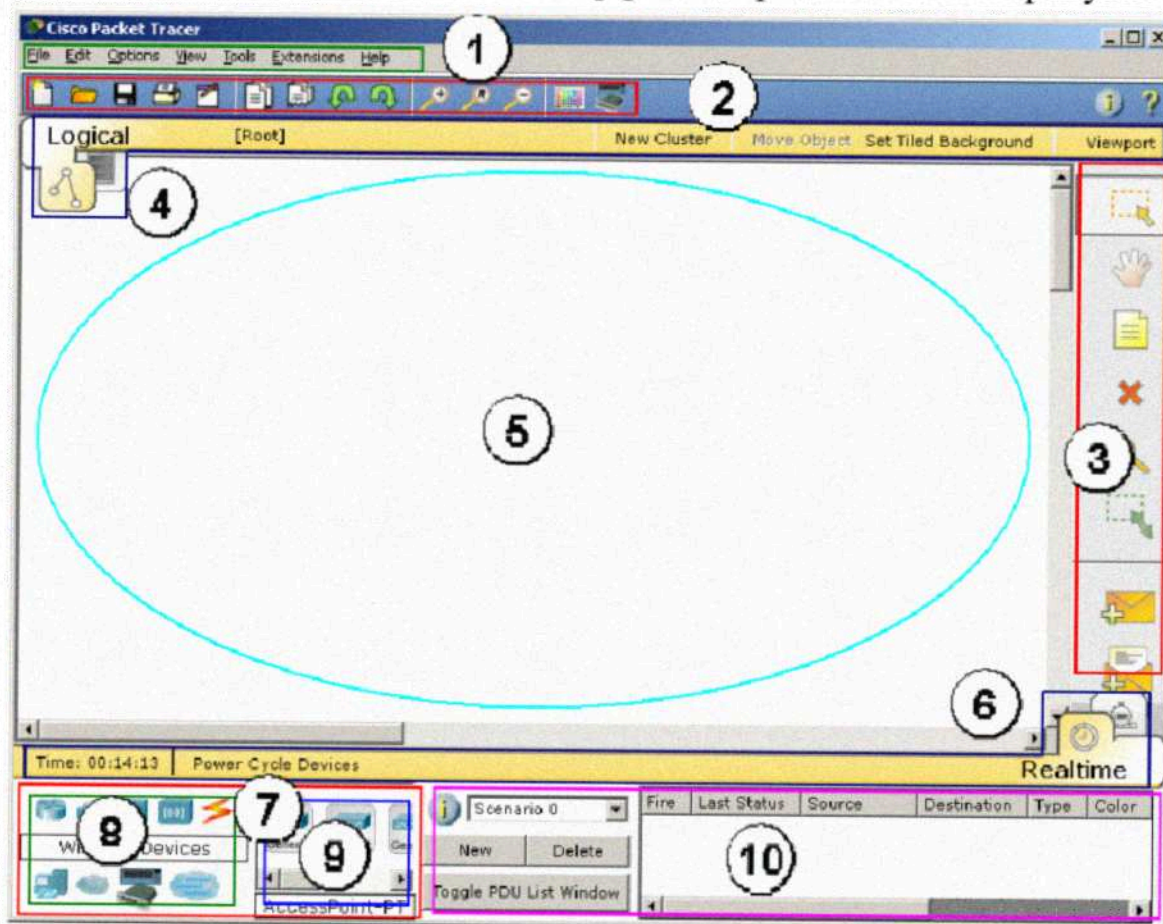 Cisco Packet Tracer
File Edit Options View Tools Extensions Help
1
2
Logical [Root] New Cluster Move Object Set Tiled Background Viewport
4
5
3
6
Time: 00:14:13 Power Cycle Devices
Realtime
7
8
9
10
Devices
Scenario 0
New Delete
Toggle PDU List Window
Fire Last Status Source Destination Type Color
AccessPoint-PT